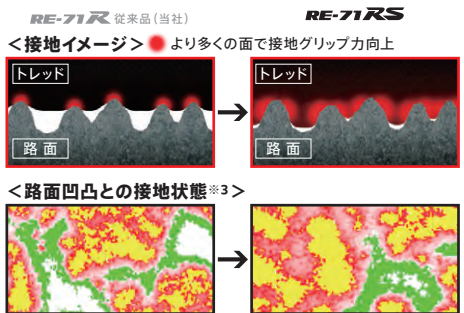 RE-71R 従来品(当社)
RE-71RS
<接地イメージ> より多くの面で接地グリップ力向上
トレッド
トレッド
路面
路面
<路面凹凸との接地状態※3>